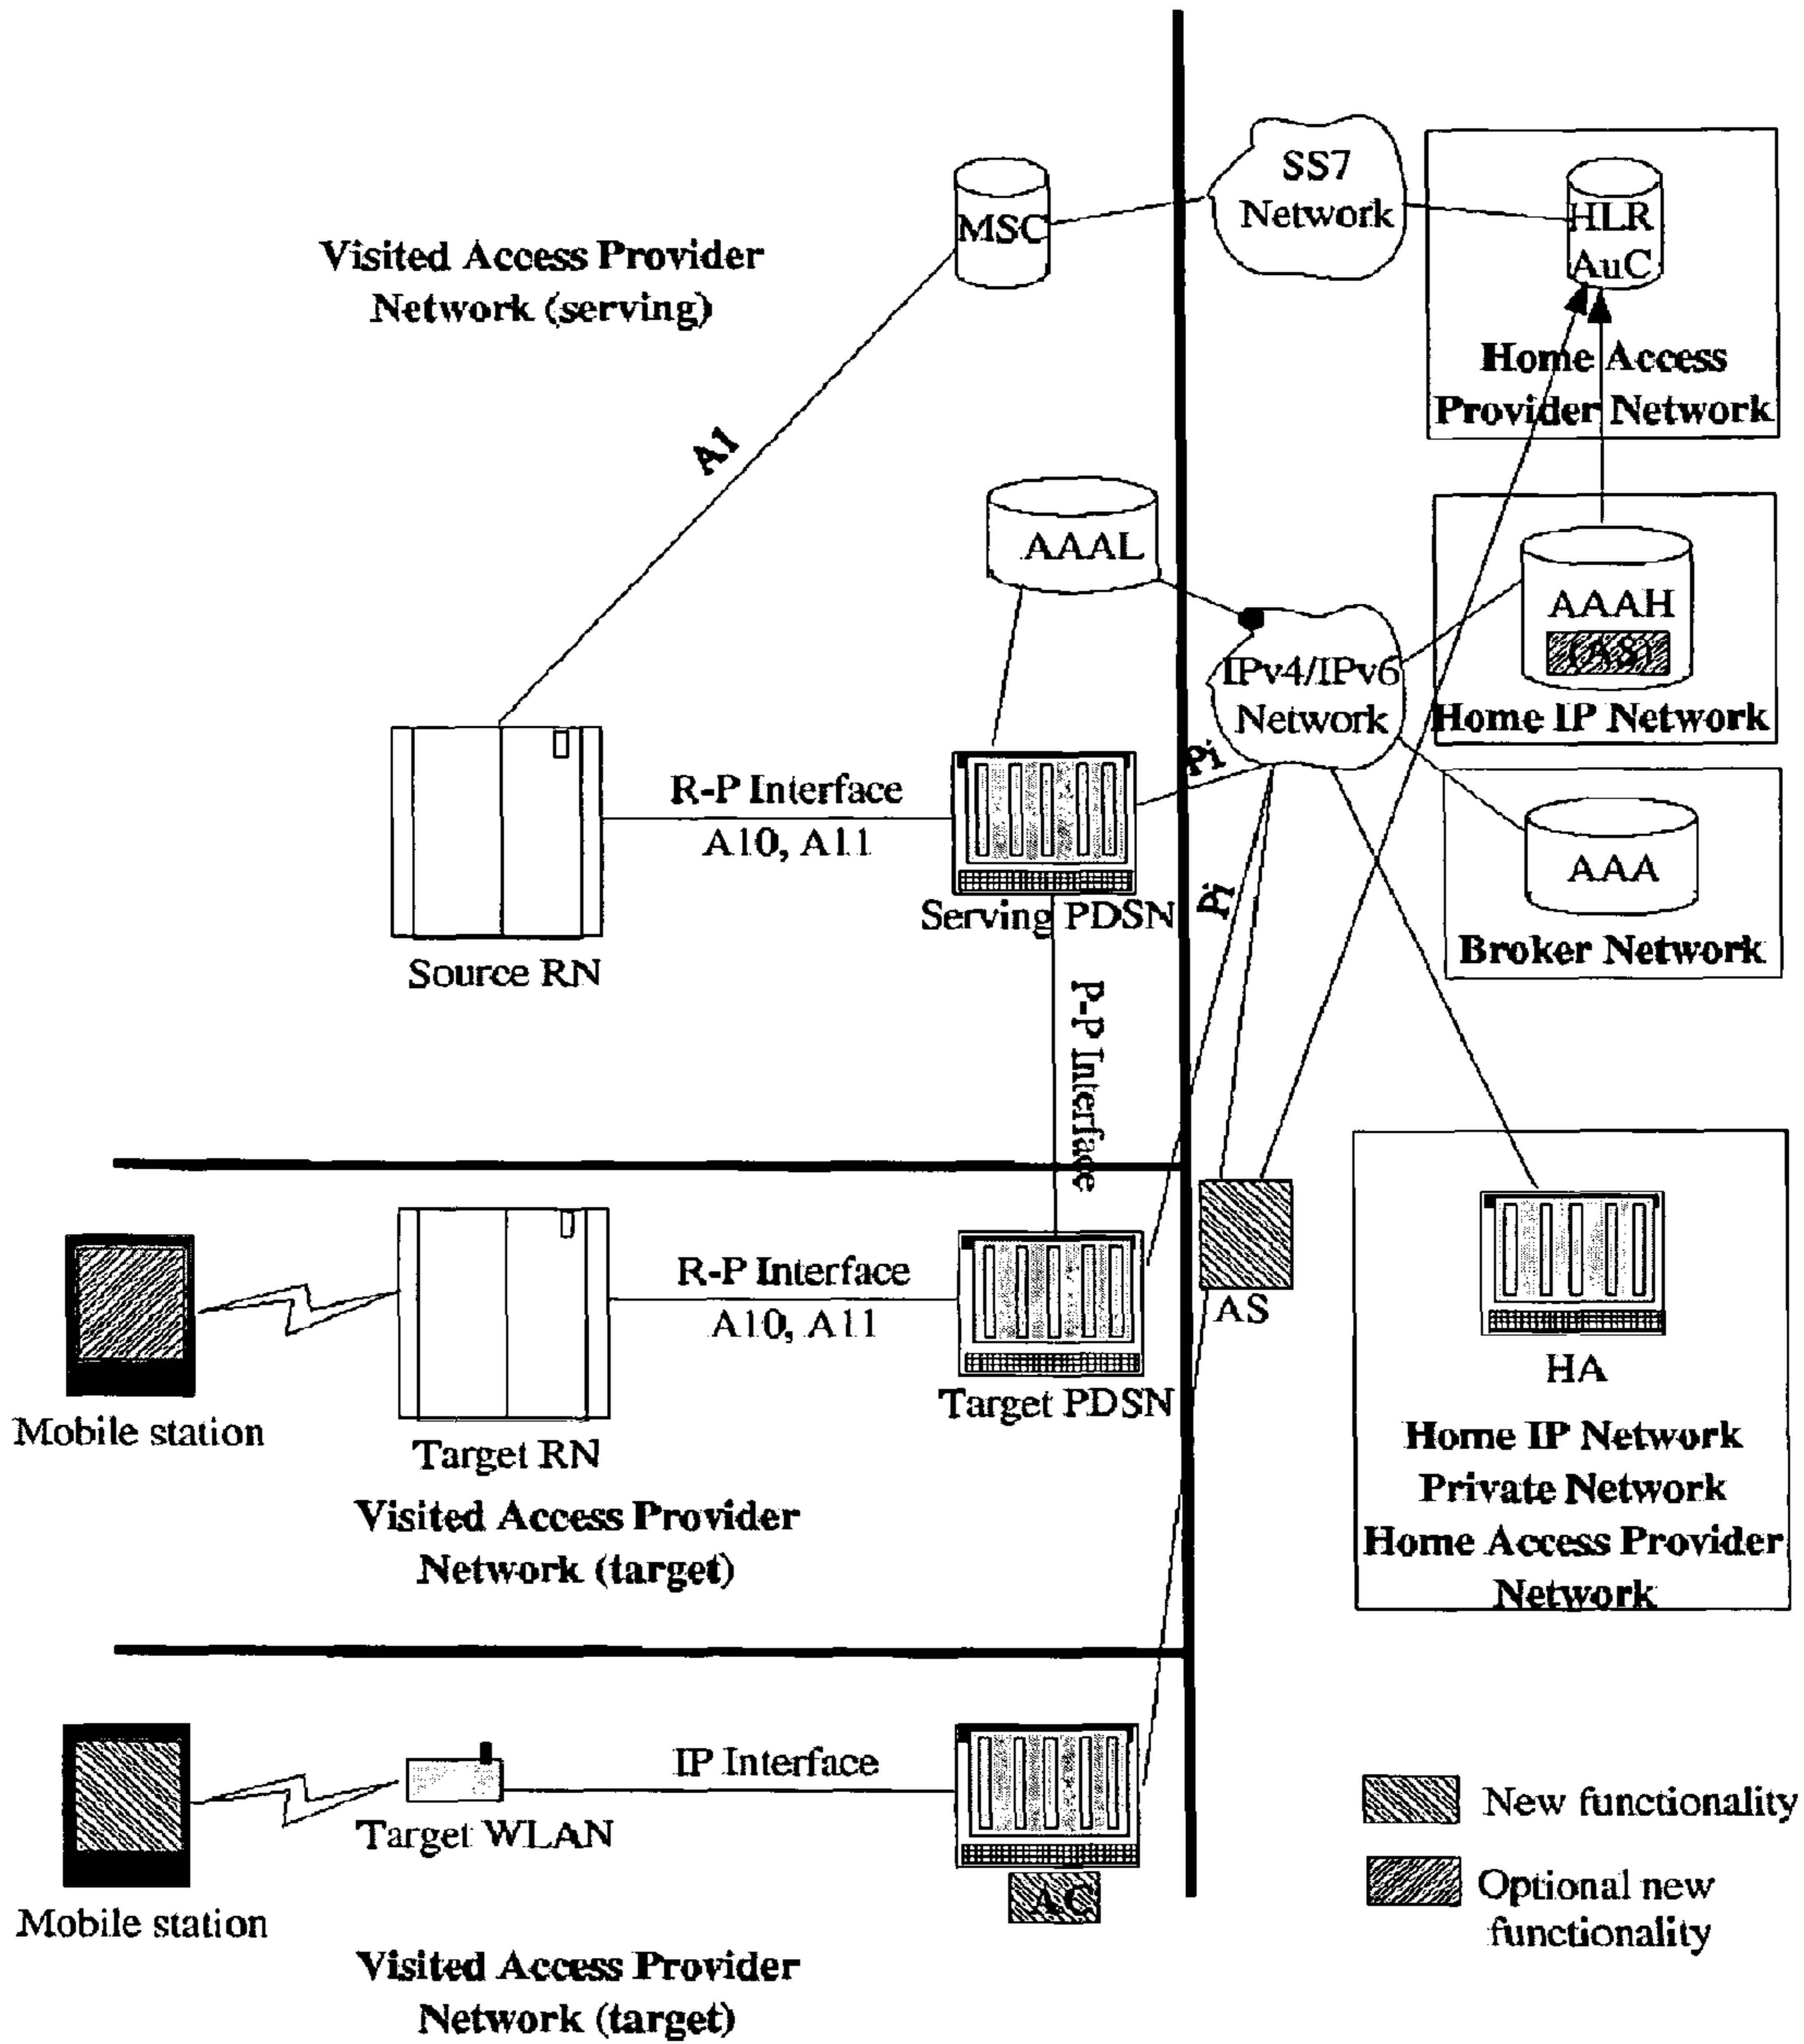 SS7
Network
MSC
HLR
AuC
Visited Access Provider
Network (serving)
Home Access
Provider Network
A1
AAAL
AAAH
(AS)
IPv4/IPv6
Network
Home IP Network
Pi
R-P Interface
A10, A11
AAA
Pi
Serving PDSN
Broker Network
Source RN
P-P Interface
R-P Interface
A10, A11
AS
HA
Target PDSN
Mobile station
Target RN
Home IP Network
Private Network
Home Access Provider
Network
Visited Access Provider
Network (target)
IP Interface
New functionality
Target WLAN
AC
Optional new
functionality
Mobile station
Visited Access Provider
Network (target)